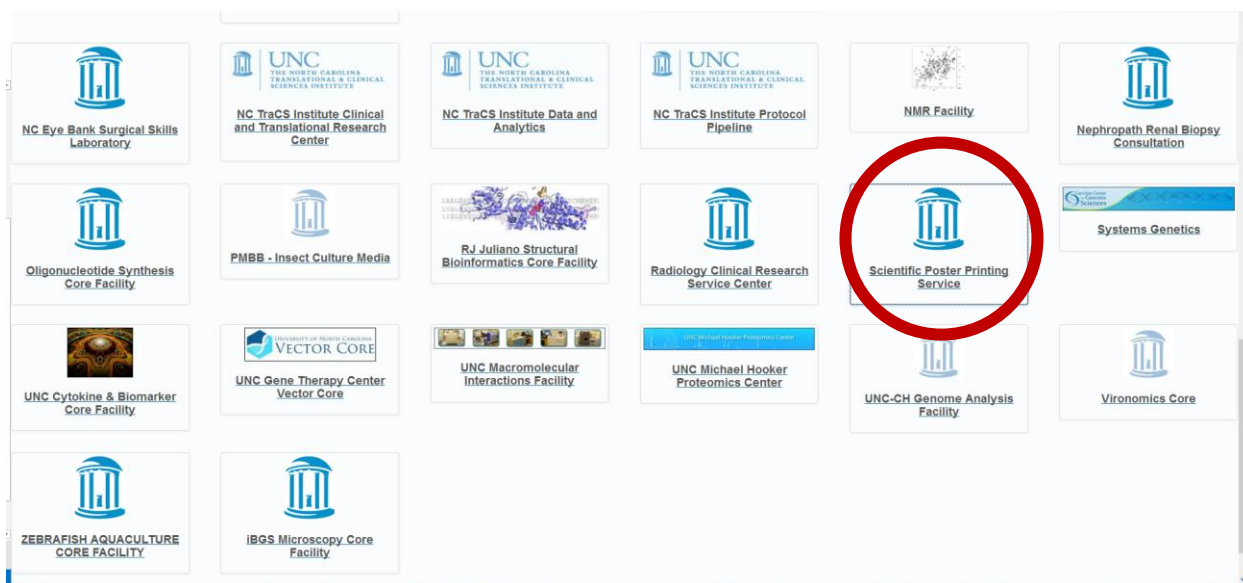 NC Eye Bank Surgical Skills
Laboratory
UNC
THE NORTH CAROLINA
TRANSLATIONAL & CLINICAL
SCIENCES INSTITUTE
NC TraCS Institute Clinical
and Translational Research
Center
UNC
THE NORTH CAROLINA
TRANSLATIONAL & CLINICAL
SCIENCES INSTITUTE
NC TraCS Institute Data and
Analytics
UNC
THE NORTH CAROLINA
TRANSLATIONAL & CLINICAL
SCIENCES INSTITUTE
NC TraCS Institute Protocol
Pipeline
NMR Facility
Nephropath Renal Biopsy
Consultation
Oligonucleotide Synthesis
Core Facility
PMBB - Insect Culture Media
RJ Juliano Structural
Bioinformatics Core Facility
Radiology Clinical Research
Service Center
Scientific Poster Printing
Service
Carolina Center
for Genome
Sciences
Systems Genetics
UNC Cytokine & Biomarker
Core Facility
UNIVERSITY OF NORTH CAROLINA
VECTOR CORE
UNC Gene Therapy Center
Vector Core
UNC Macromolecular
Interactions Facility
UNC Michael Hooker Proteomics Center
UNC Michael Hooker
Proteomics Center
UNC-CH Genome Analysis
Facility
Vironomics Core
ZEBRAFISH AQUACULTURE
CORE FACILITY
iBGS Microscopy Core
Facility